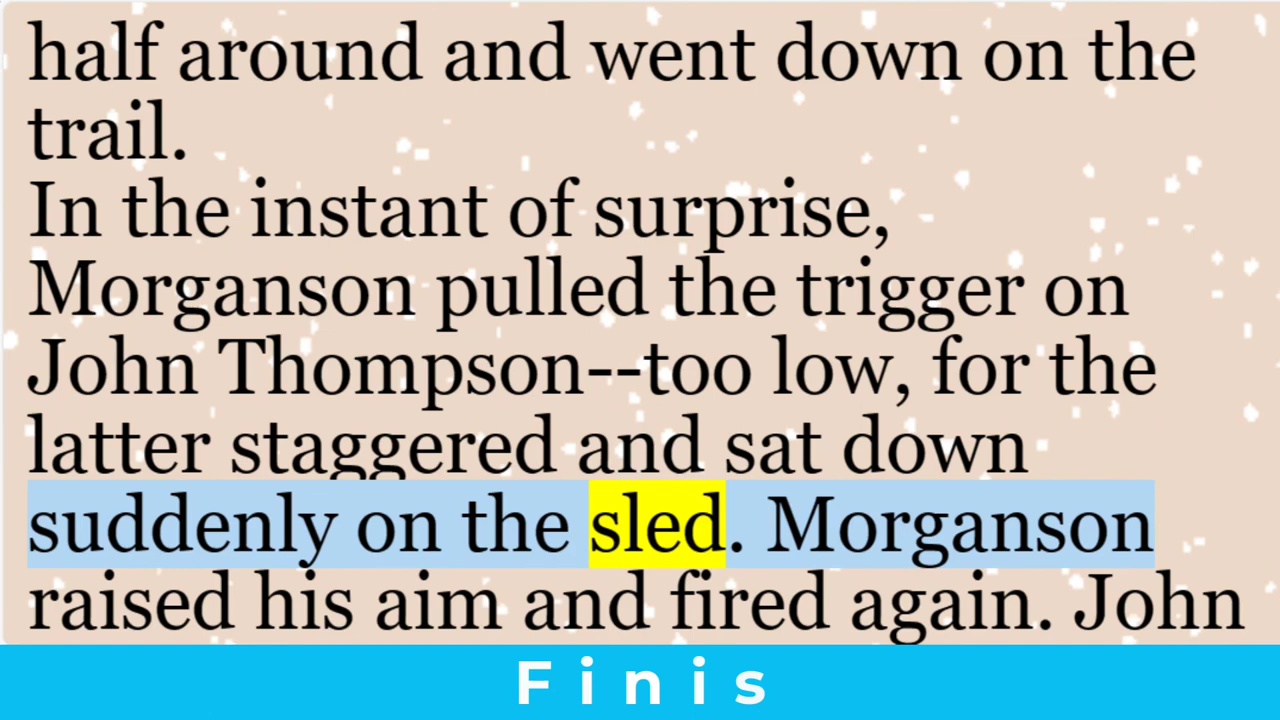 half around and went down on the
trail.
In the instant of surprise,
Morganson pulled the trigger on
John Thompson--too low, for the
latter staggered and sat down
suddenly on the sled. Morganson
raised his aim and fired again. John
Finis